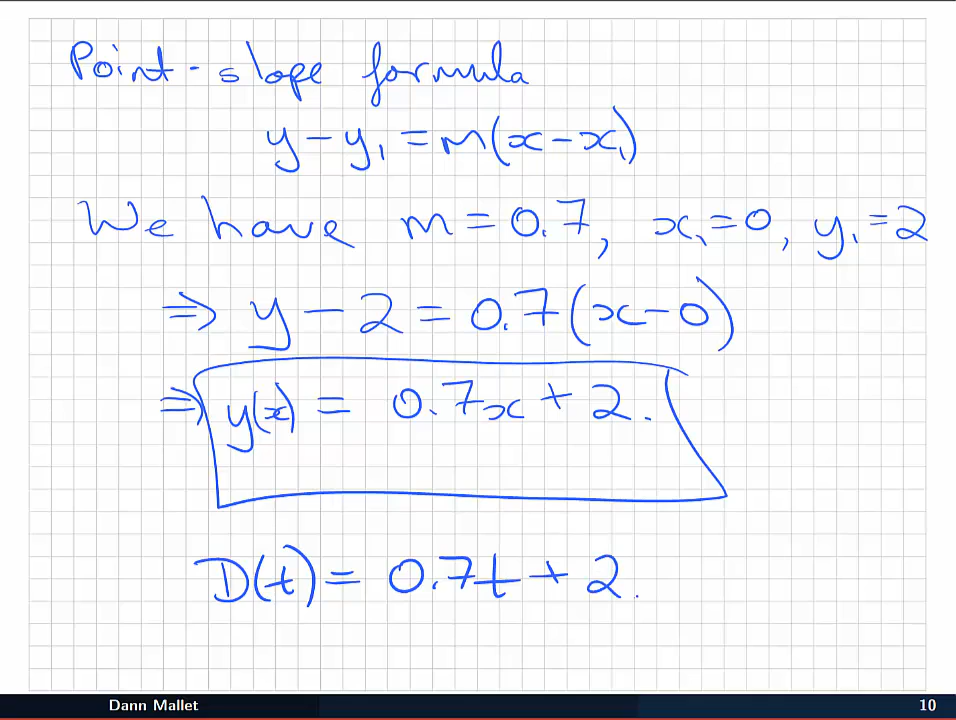 Point-slope formula
y − y₁ = m(x − x₁)
We have m = 0.7, x₁ = 0, y₁ = 2
⇒ y − 2 = 0.7(x − 0)
⇒ y(x) = 0.7x + 2.
D(t) = 0.7t + 2.
Dann Mallet 10